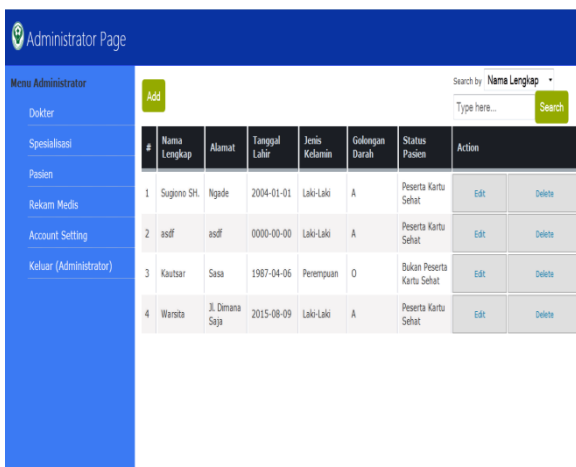 Administrator Page
Menu Administrator
Dokter
Spesialisasi
Pasien
Rekam Medis
Account Setting
Keluar (Administrator)
Search by Nama Lengkap
Add
Type here... Search
# Nama Lengkap Alamat Tanggal Lahir Jenis Kelamin Golongan Darah Status Pasien Action
1 Sugiono SH. Ngade 2004-01-01 Laki-Laki A Peserta Kartu Sehat Edit Delete
2 asdf asdf 0000-00-00 Laki-Laki A Peserta Kartu Sehat Edit Delete
3 Kautsar Sasa 1987-04-06 Perempuan O Bukan Peserta Kartu Sehat Edit Delete
4 Warsita Jl. Dimana Saja 2015-08-09 Laki-Laki A Peserta Kartu Sehat Edit Delete